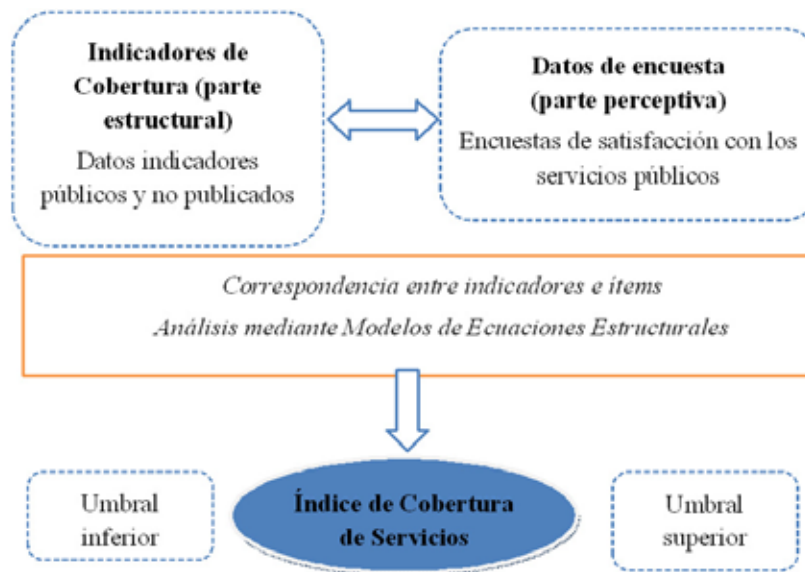 Indicadores de
Cobertura (parte
estructural)
Datos indicadores
públicos y no publicados
Datos de encuesta
(parte perceptiva)
Encuestas de satisfacción con los
servicios públicos
Correspondencia entre indicadores e ítems
Análisis mediante Modelos de Ecuaciones Estructurales
Umbral
inferior
Índice de Cobertura
de Servicios
Umbral
superior